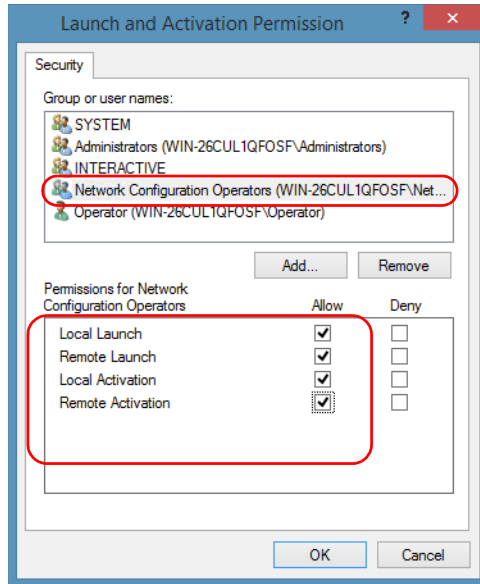 Launch and Activation Permission ? ×
Security
Group or user names:
SYSTEM
Administrators (WIN-26CUL1QFOSF\Administrators)
INTERACTIVE
Network Configuration Operators (WIN-26CUL1QFOSF\Net...
Operator (WIN-26CUL1QFOSF\Operator)
Add... Remove
Permissions for Network
Configuration Operators Allow Deny
Local Launch
Remote Launch
Local Activation
Remote Activation
OK Cancel